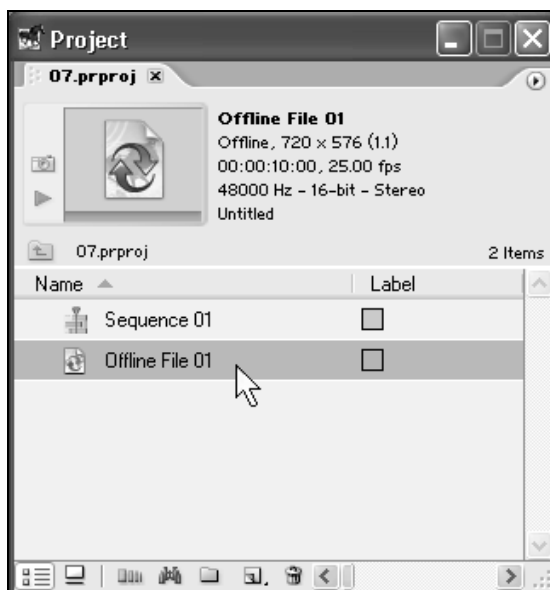 Project
07.prproj
Offline File 01
Offline, 720 x 576 (1.1)
00:00:10:00, 25.00 fps
48000 Hz - 16-bit - Stereo
Untitled
07.prproj 2 Items
Name Label
Sequence 01
Offline File 01